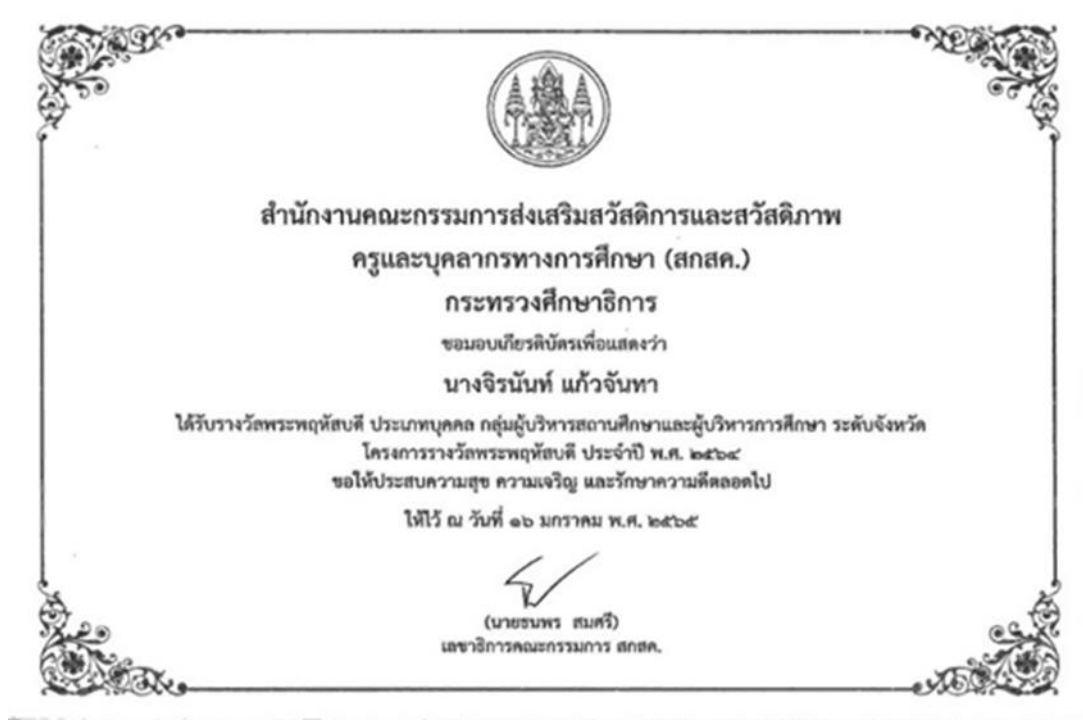 สำนักงานคณะกรรมการส่งเสริมสวัสดิการและสวัสดิภาพ
ครูและบุคลากรทางการศึกษา (สกสค.)
กระทรวงศึกษาธิการ
ขอมอบเกียรติบัตรเพื่อแสดงว่า
นางจิรนันท์ แก้วจันทา
ได้รับรางวัลพระพฤหัสบดี ประเภทบุคคล กลุ่มผู้บริหารสถานศึกษาและผู้บริหารการศึกษา ระดับจังหวัด
โครงการรางวัลพระพฤหัสบดี ประจำปี พ.ศ. ๒๕๖๔
ขอให้ประสบความสุข ความเจริญ และรักษาความดีตลอดไป
ให้ไว้ ณ วันที่ ๑๖ มกราคม พ.ศ. ๒๕๖๕
(นายธนพร สมศรี)
เลขาธิการคณะกรรมการ สกสค.